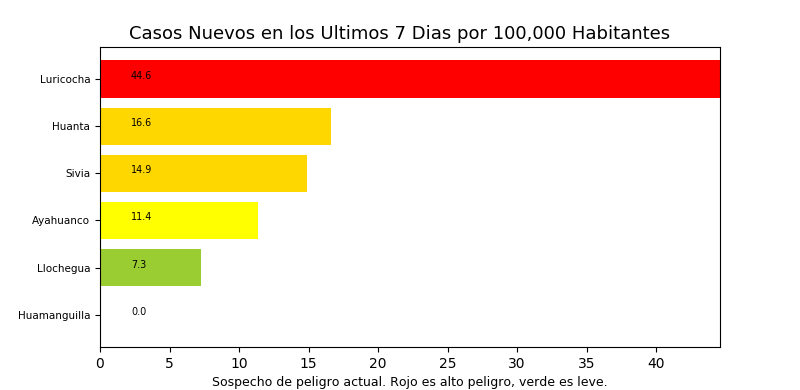 Casos Nuevos en los Ultimos 7 Dias por 100,000 Habitantes
Luricocha 44.6
Huanta 16.6
Sivia 14.9
Ayahuanco 11.4
Llochegua 7.3
Huamanguilla 0.0
0 5 10 15 20 25 30 35 40
Sospecho de peligro actual. Rojo es alto peligro, verde es leve.